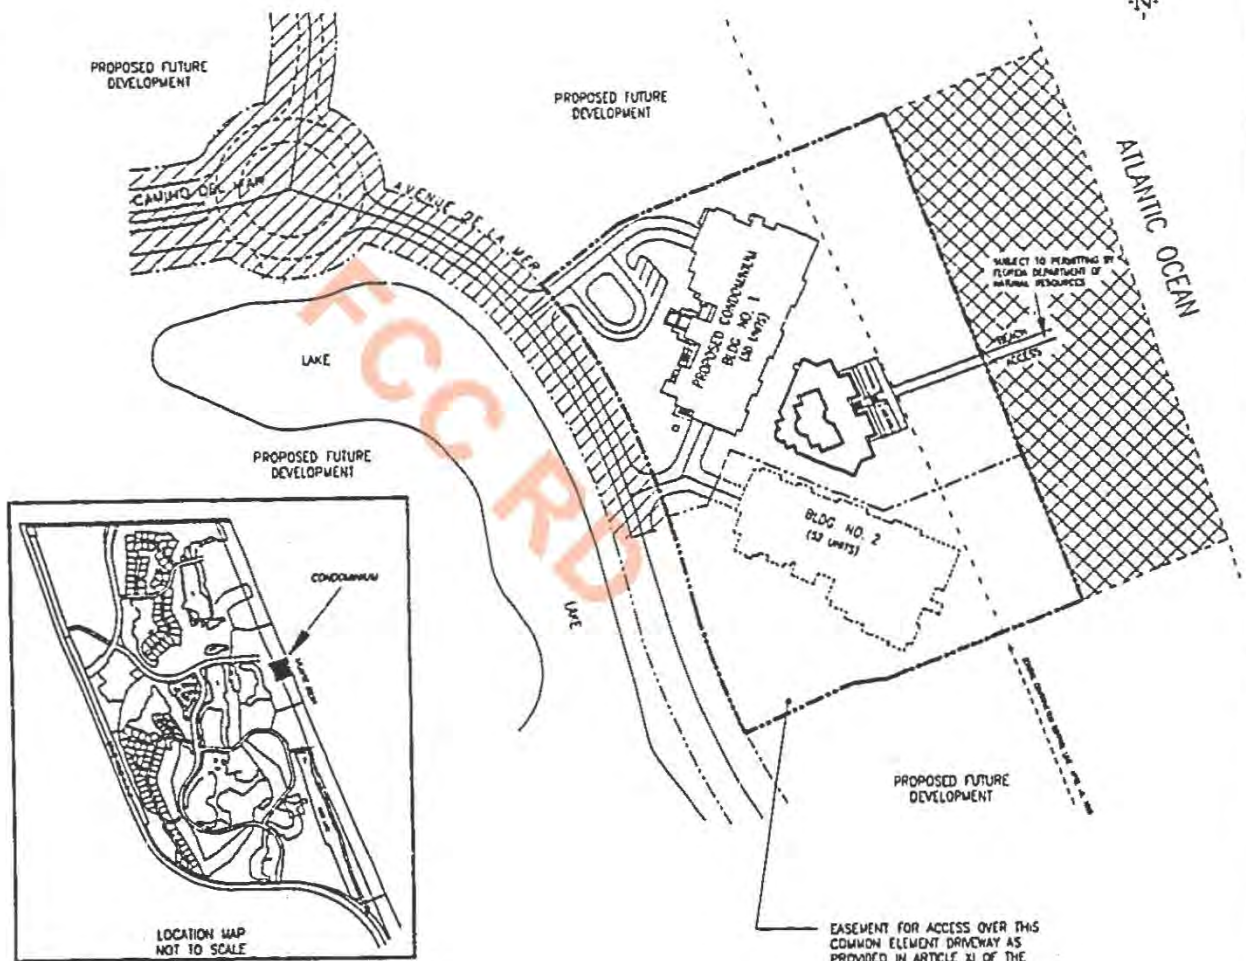 -N-
PROPOSED FUTURE
DEVELOPMENT
PROPOSED FUTURE
DEVELOPMENT
ATLANTIC OCEAN
CAMINO DEL MAR
AVENUE DE LA MER
SUBJECT TO PERMITTING BY
FLORIDA DEPARTMENT OF
NATURAL RESOURCES
PROPOSED CONDOMINIUM
BLDG NO. 1
BEACH
ACCESS
LAKE
FCC RD
PROPOSED FUTURE
DEVELOPMENT
BLDG NO. 2
(52 UNITS)
CONDOMINIUM
LAKE
PROPOSED FUTURE
DEVELOPMENT
LOCATION MAP
NOT TO SCALE
EASEMENT FOR ACCESS OVER THIS
COMMON ELEMENT DRIVEWAY AS
PROVIDED IN ARTICLE XI OF THE